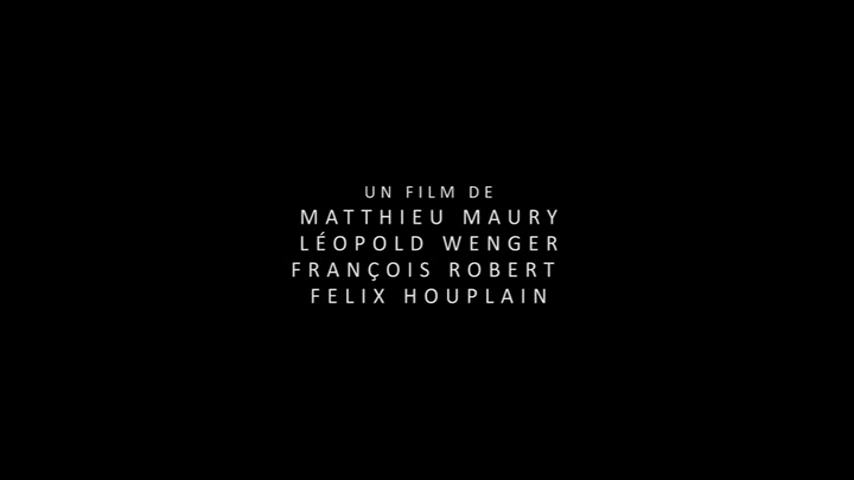 UN FILM DE
MATTHIEU MAURY
LÉOPOLD WENGER
FRANÇOIS ROBERT
FELIX HOUPLAIN